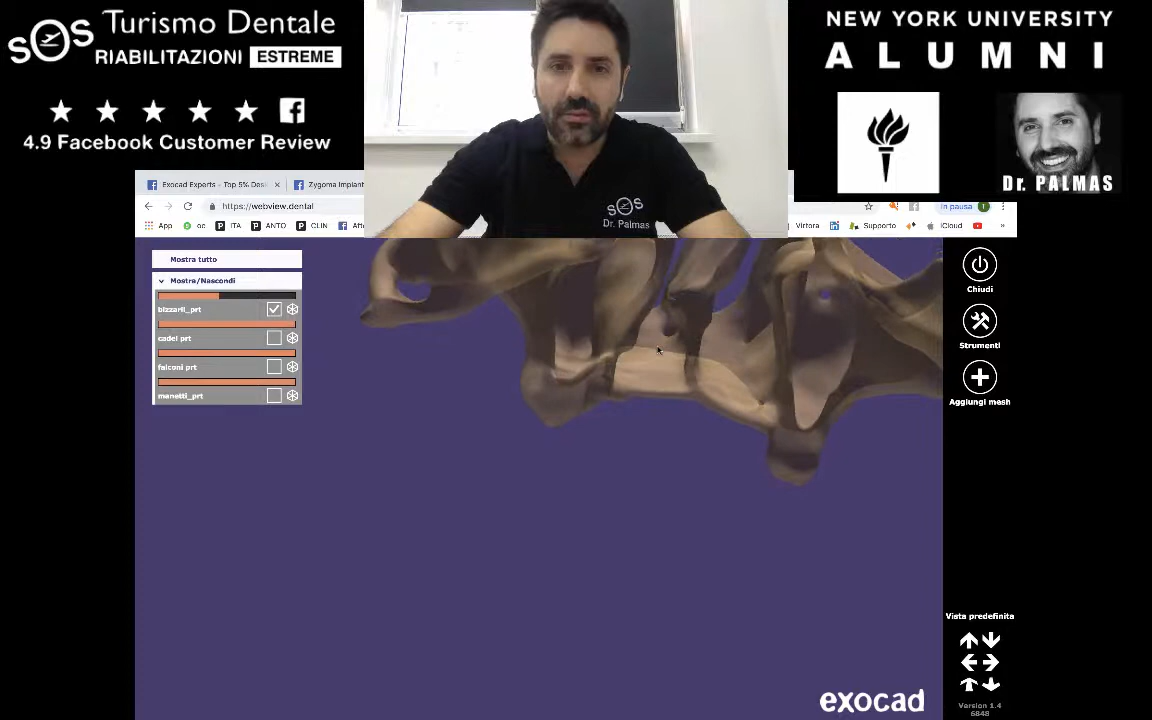 SOS Turismo Dentale
RIABILITAZIONI ESTREME
4.9 Facebook Customer Review
SOS
Dr. Palmas
NEW YORK UNIVERSITY
ALUMNI
Dr. PALMAS
Exocad Experts - Top 5% Des
Zygoma Implant
https://webview.dental
In pausa
App
oo
ITA
ANTO
CLIN
Virtora
Supporto
iCloud
»
Mostra tutto
Mostra/Nascondi
bizzarii_prt
cadei prt
falconi prt
manetti_prt
Chiudi
Strumenti
Aggiungi mesh
Vista predefinita
Version 1.4
6848
exocad